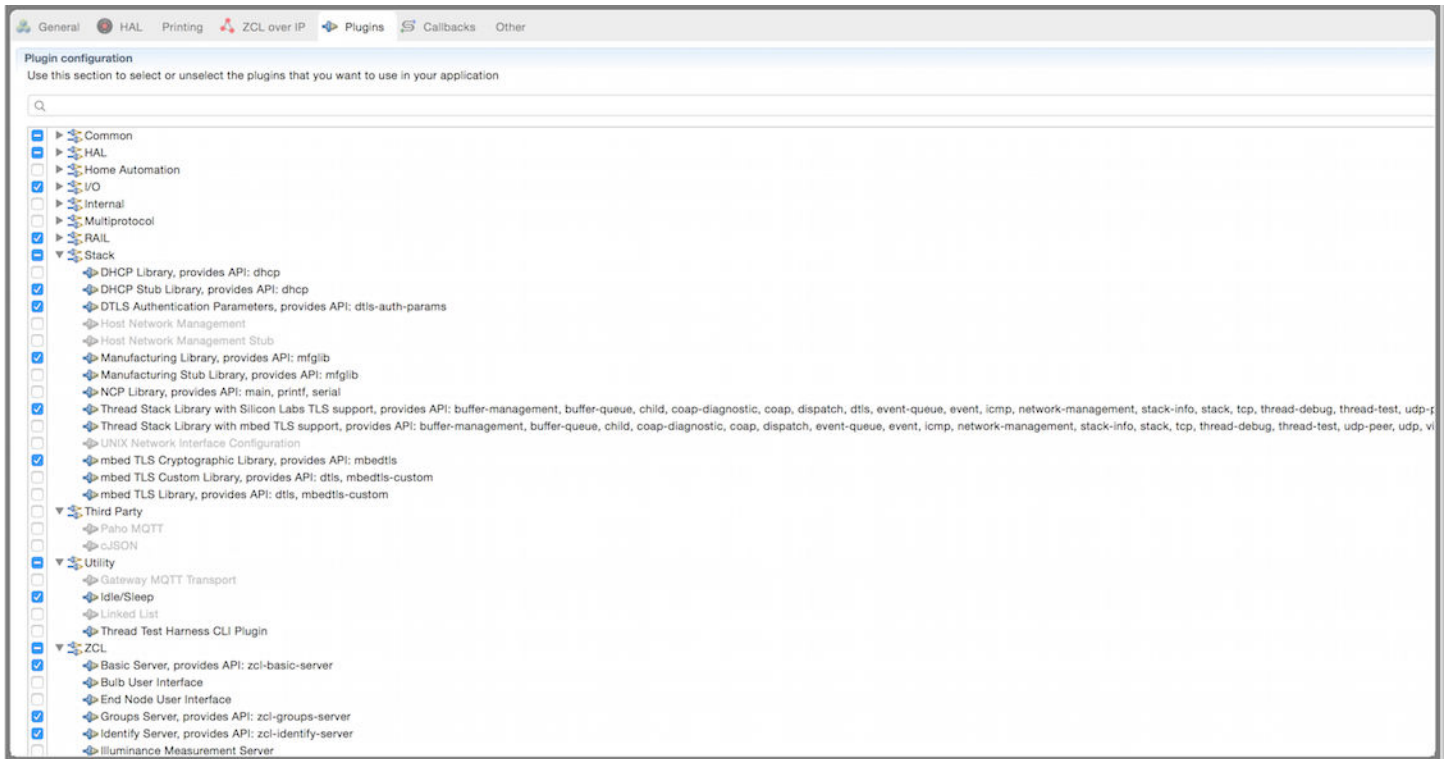 General HAL Printing ZCL over IP Plugins Callbacks Other
Plugin configuration
Use this section to select or unselect the plugins that you want to use in your application
Common
HAL
Home Automation
I/O
Internal
Multiprotocol
RAIL
Stack
DHCP Library, provides API: dhcp
DHCP Stub Library, provides API: dhcp
DTLS Authentication Parameters, provides API: dtls-auth-params
Host Network Management
Host Network Management Stub
Manufacturing Library, provides API: mfglib
Manufacturing Stub Library, provides API: mfglib
NCP Library, provides API: main, printf, serial
Thread Stack Library with Silicon Labs TLS support, provides API: buffer-management, buffer-queue, child, coap-diagnostic, coap, dispatch, dtls, event-queue, event, icmp, network-management, stack-info, stack, tcp, thread-debug, thread-test, udp-p
Thread Stack Library with mbed TLS support, provides API: buffer-management, buffer-queue, child, coap-diagnostic, coap, dispatch, event-queue, event, icmp, network-management, stack-info, stack, tcp, thread-debug, thread-test, udp-peer, udp, vi
UNIX Network Interface Configuration
mbed TLS Cryptographic Library, provides API: mbedtls
mbed TLS Custom Library, provides API: dtls, mbedtls-custom
mbed TLS Library, provides API: dtls, mbedtls-custom
Third Party
Paho MQTT
cJSON
Utility
Gateway MQTT Transport
Idle/Sleep
Linked List
Thread Test Harness CLI Plugin
ZCL
Basic Server, provides API: zcl-basic-server
Bulb User Interface
End Node User Interface
Groups Server, provides API: zcl-groups-server
Identify Server, provides API: zcl-identify-server
Illuminance Measurement Server